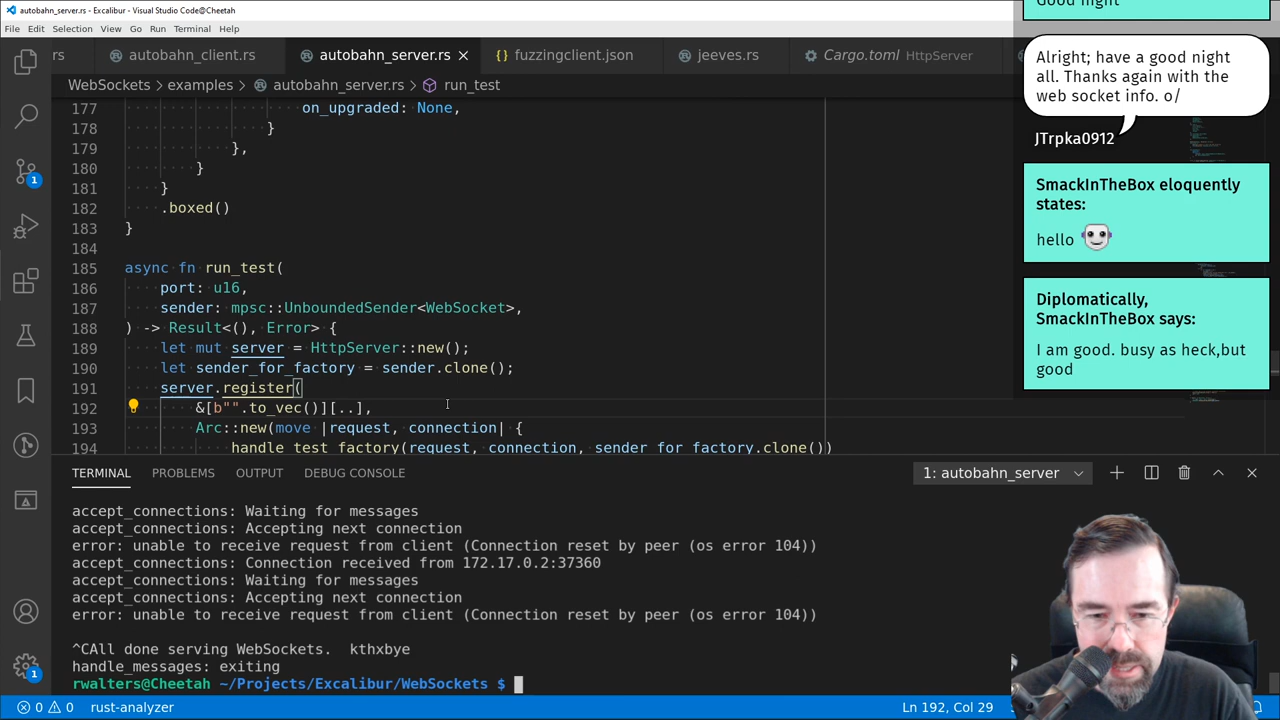 autobahn_server.rs - Excalibur - Visual Studio Code@Cheetah
File Edit Selection View Go Run Terminal Help
rs autobahn_client.rs autobahn_server.rs fuzzingclient.json jeeves.rs Cargo.toml HttpServer
WebSockets > examples > autobahn_server.rs > run_test
177 on_upgraded: None,
178 }
179 },
180 }
181 }
182 .boxed()
183 }
184
185 async fn run_test(
186 port: u16,
187 sender: mpsc::UnboundedSender<WebSocket>,
188 ) -> Result<(), Error> {
189 let mut server = HttpServer::new();
190 let sender_for_factory = sender.clone();
191 server.register(
192 &[b"".to_vec()][..],
193 Arc::new(move |request, connection| {
194 handle_test_factory(request, connection, sender_for_factory.clone())
TERMINAL PROBLEMS OUTPUT DEBUG CONSOLE 1: autobahn_server
accept_connections: Waiting for messages
accept_connections: Accepting next connection
error: unable to receive request from client (Connection reset by peer (os error 104))
accept_connections: Connection received from 172.17.0.2:37360
accept_connections: Waiting for messages
accept_connections: Accepting next connection
error: unable to receive request from client (Connection reset by peer (os error 104))
^CAll done serving WebSockets.  kthxbye
handle_messages: exiting
rwalters@Cheetah ~/Projects/Excalibur/WebSockets $
0 0 rust-analyzer Ln 192, Col 29
1
1
Good night
Alright; have a good night
all. Thanks again with the
web socket info. o/
JTrpka0912
SmackInTheBox eloquently
states:
hello
Diplomatically,
SmackInTheBox says:
I am good. busy as heck,but
good